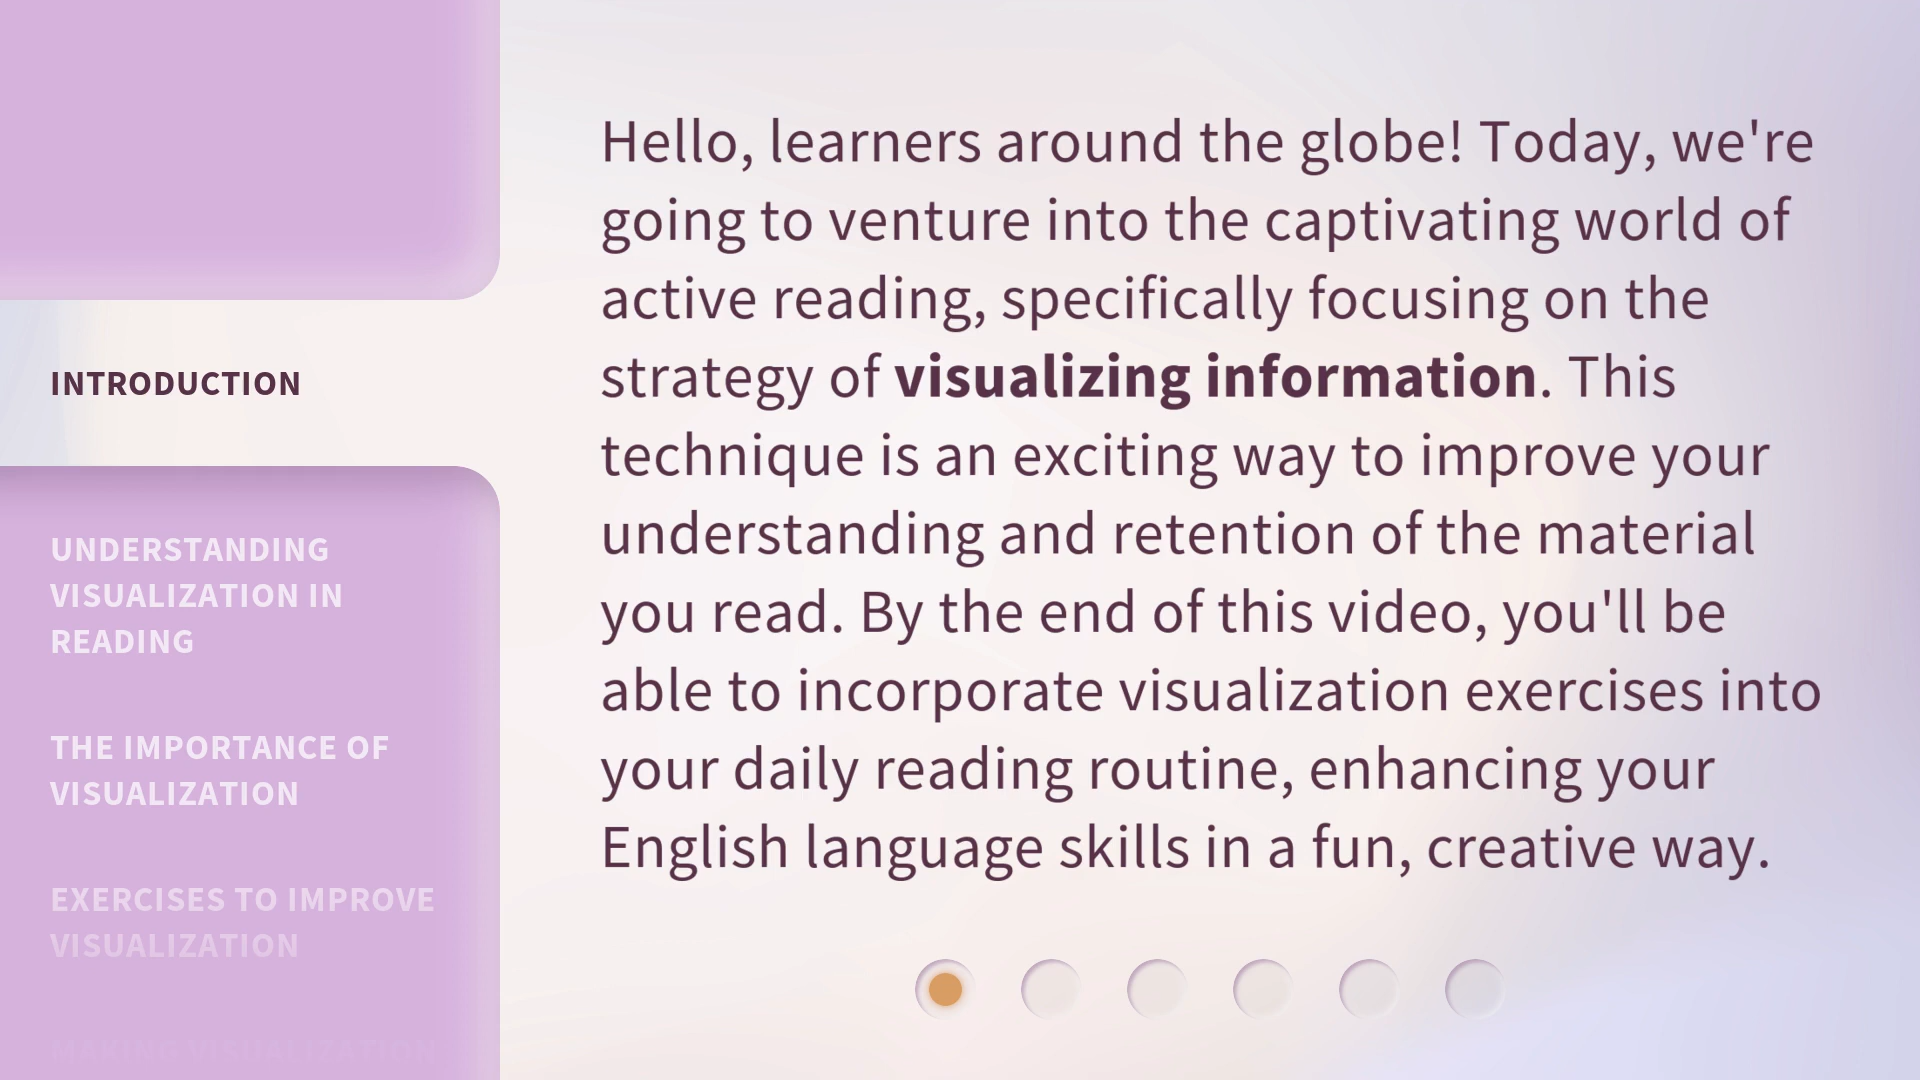 INTRODUCTION
UNDERSTANDING
VISUALIZATION IN
READING
THE IMPORTANCE OF
VISUALIZATION
EXERCISES TO IMPROVE
VISUALIZATION
MAKING VISUALIZATION
Hello, learners around the globe! Today, we're
going to venture into the captivating world of
active reading, specifically focusing on the
strategy of visualizing information. This
technique is an exciting way to improve your
understanding and retention of the material
you read. By the end of this video, you'll be
able to incorporate visualization exercises into
your daily reading routine, enhancing your
English language skills in a fun, creative way.